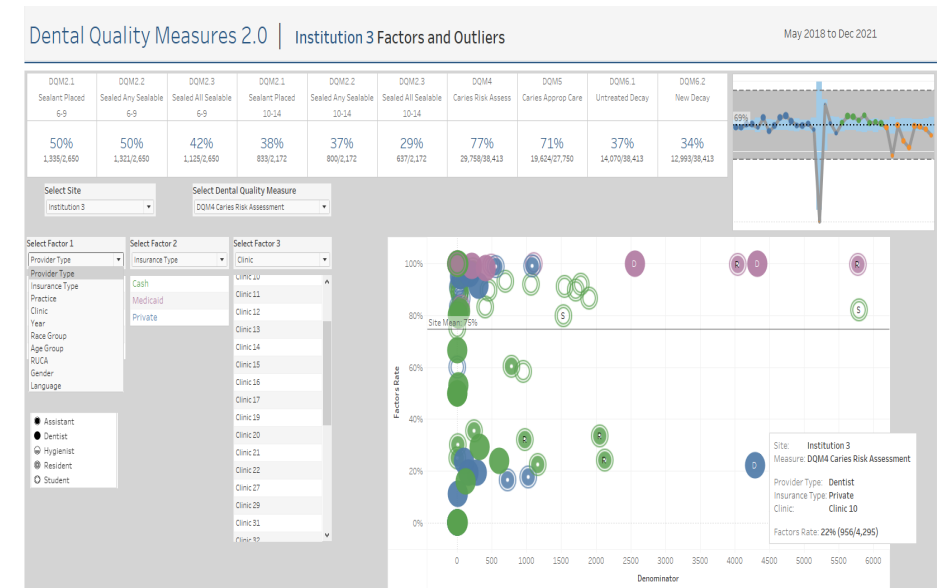 Dental Quality Measures 2.0 | Institution 3 Factors and Outliers
May 2018 to Dec 2021
DQM2.1 DQM2.2 DQM2.3 DQM2.1 DQM2.2 DQM2.3 DQM4 DQM5 DQM6.1 DQM6.2
Sealant Placed Sealed Any Sealable Sealed All Sealable Sealant Placed Sealed Any Sealable Sealed All Sealable Caries Risk Assess Caries Approp Care Untreated Decay New Decay
6-9 6-9 6-9 10-14 10-14 10-14
50% 50% 42% 38% 37% 29% 77% 71% 37% 34%
1,335/2,650 1,321/2,650 1,125/2,650 833/2,172 800/2,172 637/2,172 29,758/38,413 19,624/27,750 14,070/38,413 12,993/38,413
69%
Select Site
Institution 3
Select Dental Quality Measure
DQM4 Caries Risk Assessment
Select Factor 1
Provider Type
Provider Type
Insurance Type
Practice
Clinic
Year
Race Group
Age Group
RUCA
Gender
Language
Select Factor 2
Insurance Type
Cash
Medicaid
Private
Select Factor 3
Clinic
Clinic 10
Clinic 11
Clinic 12
Clinic 13
Clinic 14
Clinic 15
Clinic 16
Clinic 17
Clinic 19
Clinic 20
Clinic 21
Clinic 22
Clinic 27
Clinic 29
Clinic 31
Clinic 32
Assistant
Dentist
Hygienist
Resident
Student
Factors Rate
100%
80%
60%
40%
20%
0%
Site Mean: 75%
D
R
D
R
S
S
R
R
R
D
Site: Institution 3
Measure: DQM4 Caries Risk Assessment
Provider Type: Dentist
Insurance Type: Private
Clinic: Clinic 10
Factors Rate: 22% (956/4,295)
0 500 1000 1500 2000 2500 3000 3500 4000 4500 5000 5500 6000
Denominator